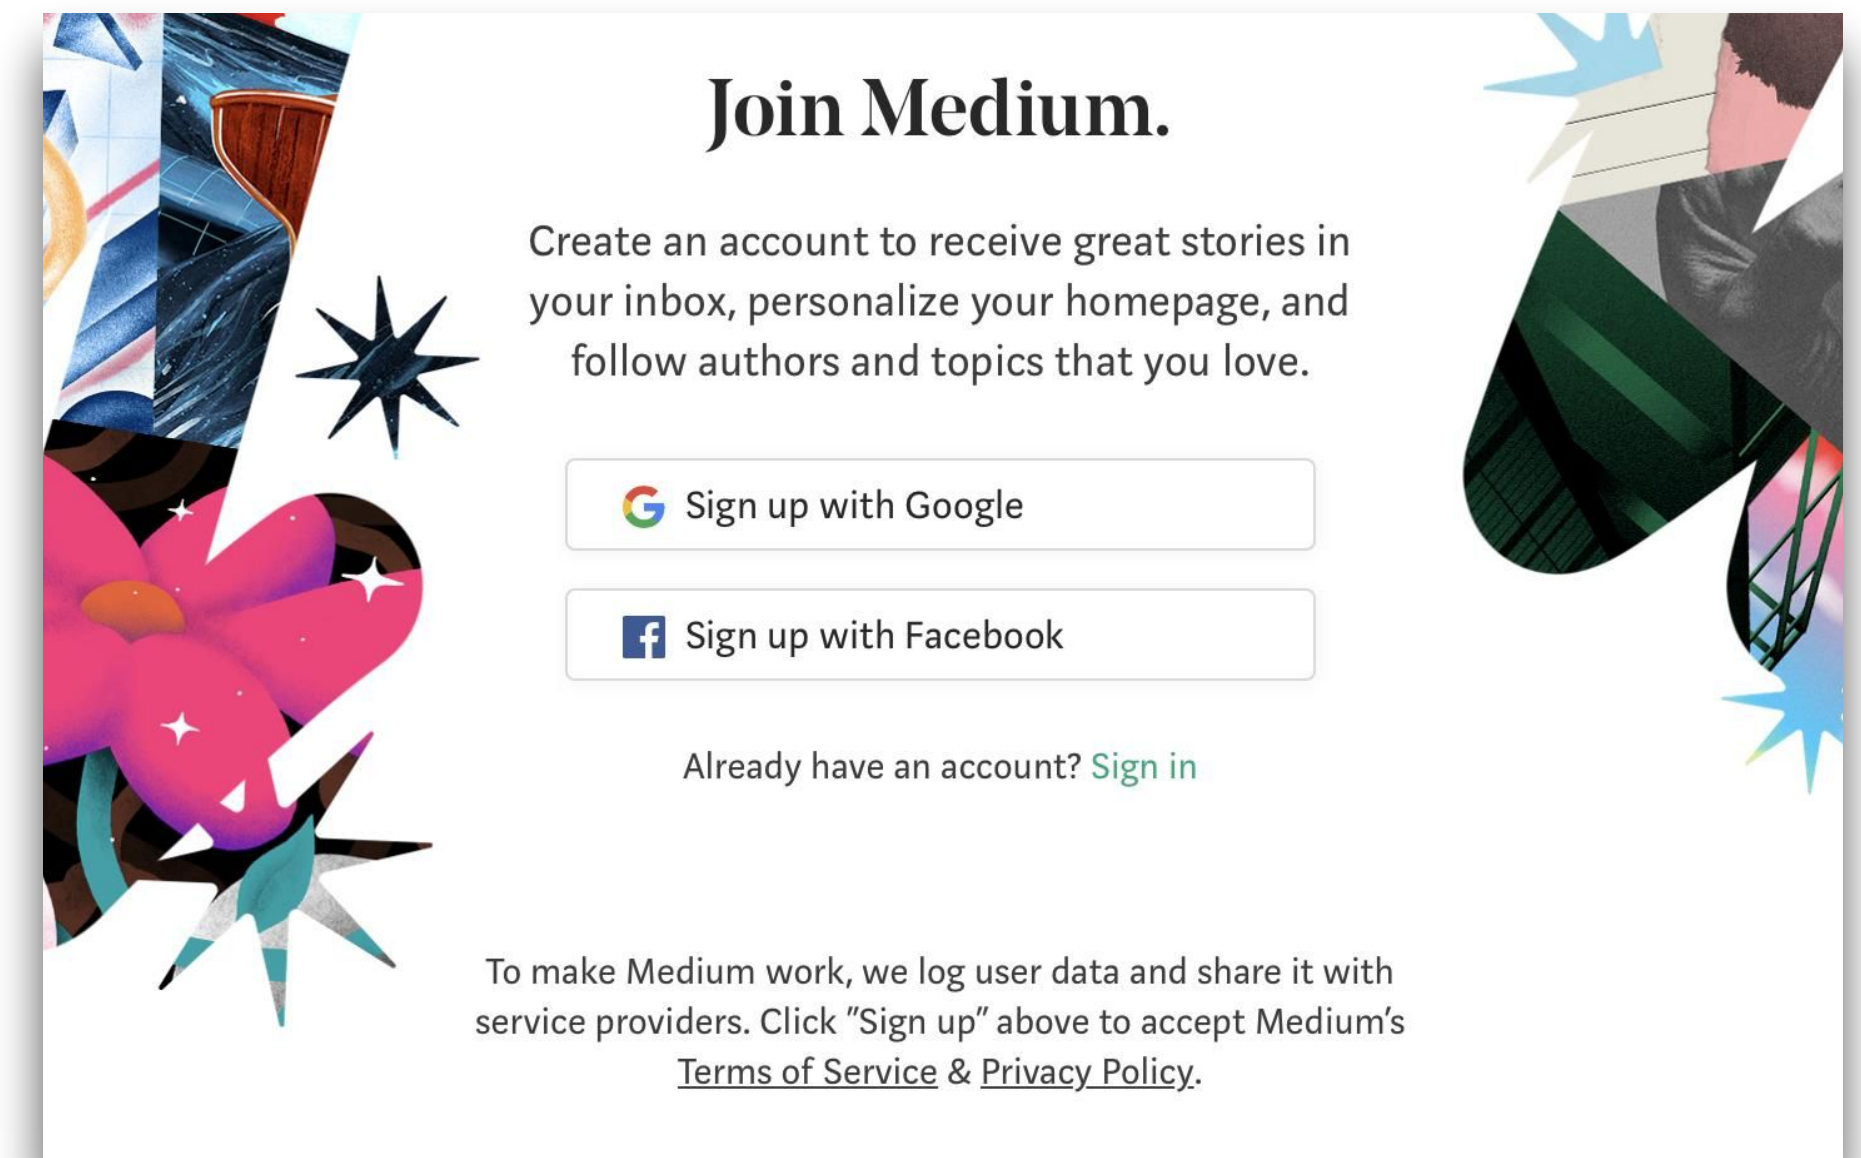 Join Medium.
Create an account to receive great stories in
your inbox, personalize your homepage, and
follow authors and topics that you love.
Sign up with Google
Sign up with Facebook
Already have an account? Sign in
To make Medium work, we log user data and share it with
service providers. Click "Sign up" above to accept Medium's
Terms of Service & Privacy Policy.